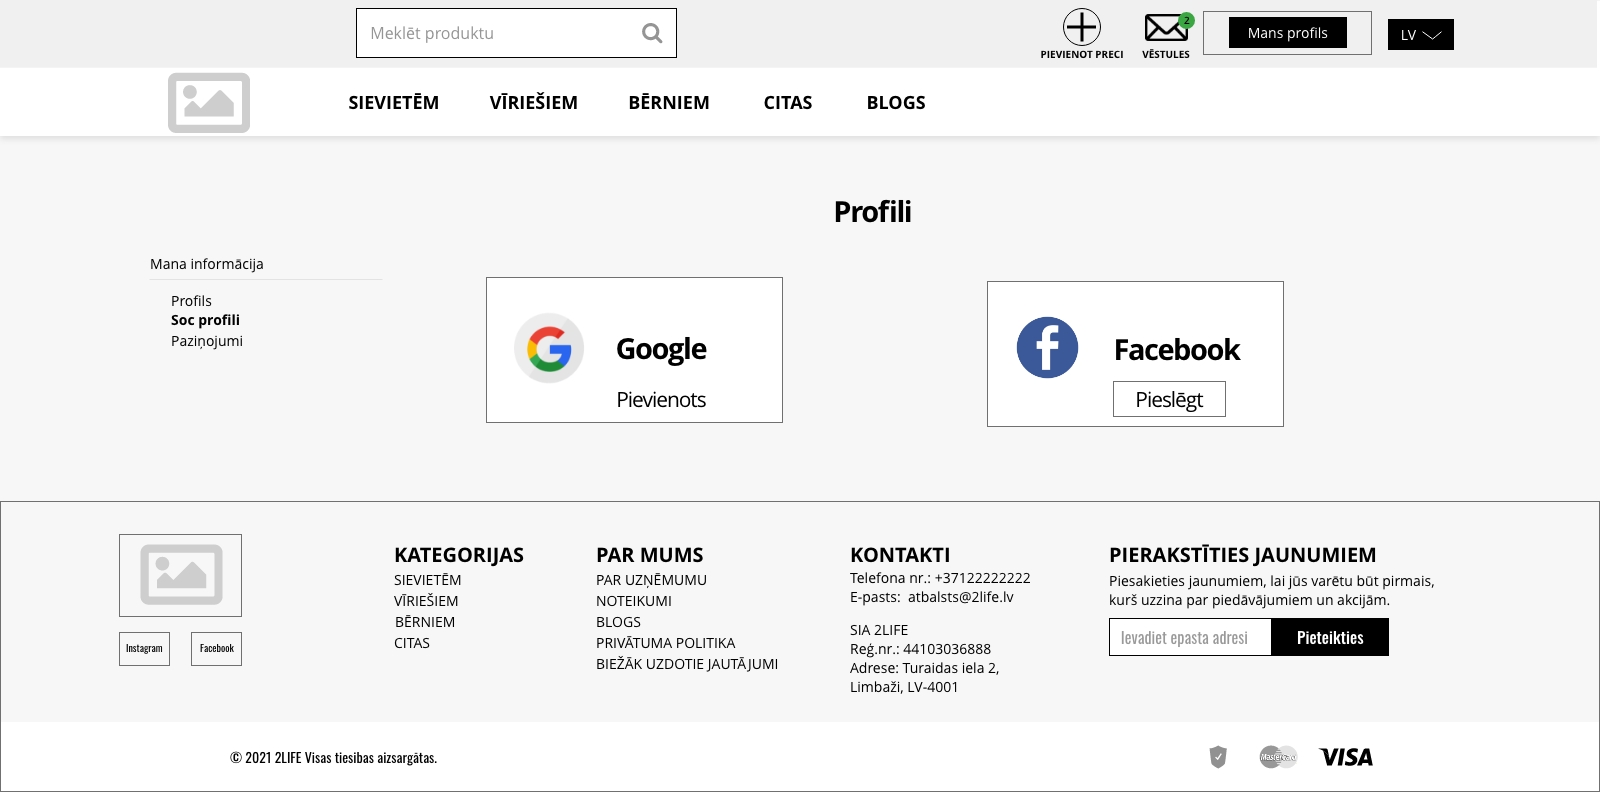 Meklēt produktu
PIEVIENOT PRECI
2
VĒSTULES
Mans profils
LV
SIEVIETĒM
VĪRIEŠIEM
BĒRNIEM
CITAS
BLOGS
Profili
Mana informācija
Profils
Soc profili
Paziņojumi
Google
Pievienots
Facebook
Pieslēgt
Instagram
Facebook
KATEGORIJAS
SIEVIETĒM
VĪRIEŠIEM
BĒRNIEM
CITAS
PAR MUMS
PAR UZŅĒMUMU
NOTEIKUMI
BLOGS
PRIVĀTUMA POLITIKA
BIEŽĀK UZDOTIE JAUTĀJUMI
KONTAKTI
Telefona nr.: +37122222222
E-pasts:  atbalsts@2life.lv
SIA 2LIFE
Reģ.nr.: 44103036888
Adrese: Turaidas iela 2,
Limbaži, LV-4001
PIERAKSTĪTIES JAUNUMIEM
Piesakieties jaunumiem, lai jūs varētu būt pirmais,
kurš uzzina par piedāvājumiem un akcijām.
Ievadiet epasta adresi
Pieteikties
© 2021 2LIFE Visas tiesības aizsargātas.
MasterCard
VISA